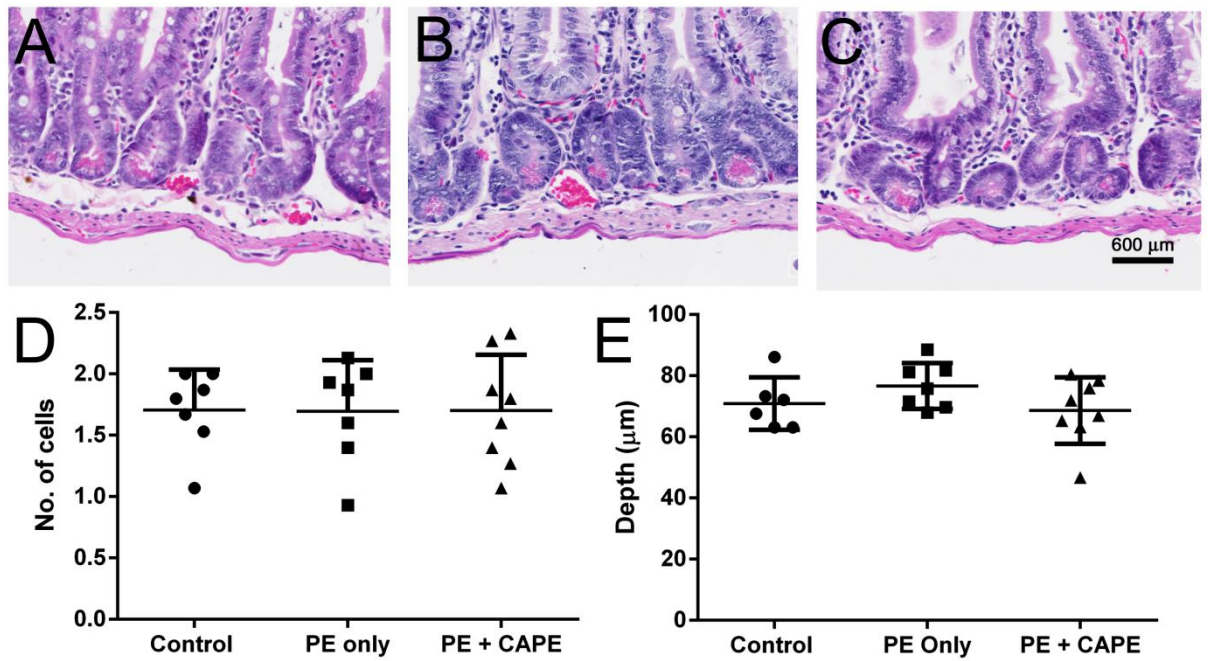 A
B
C
600 μm
D
No. of cells
2.5
2.0
1.5
1.0
0.5
0.0
Control
PE only
PE + CAPE
E
Depth (μm)
100
80
60
40
20
0
Control
PE Only
PE + CAPE